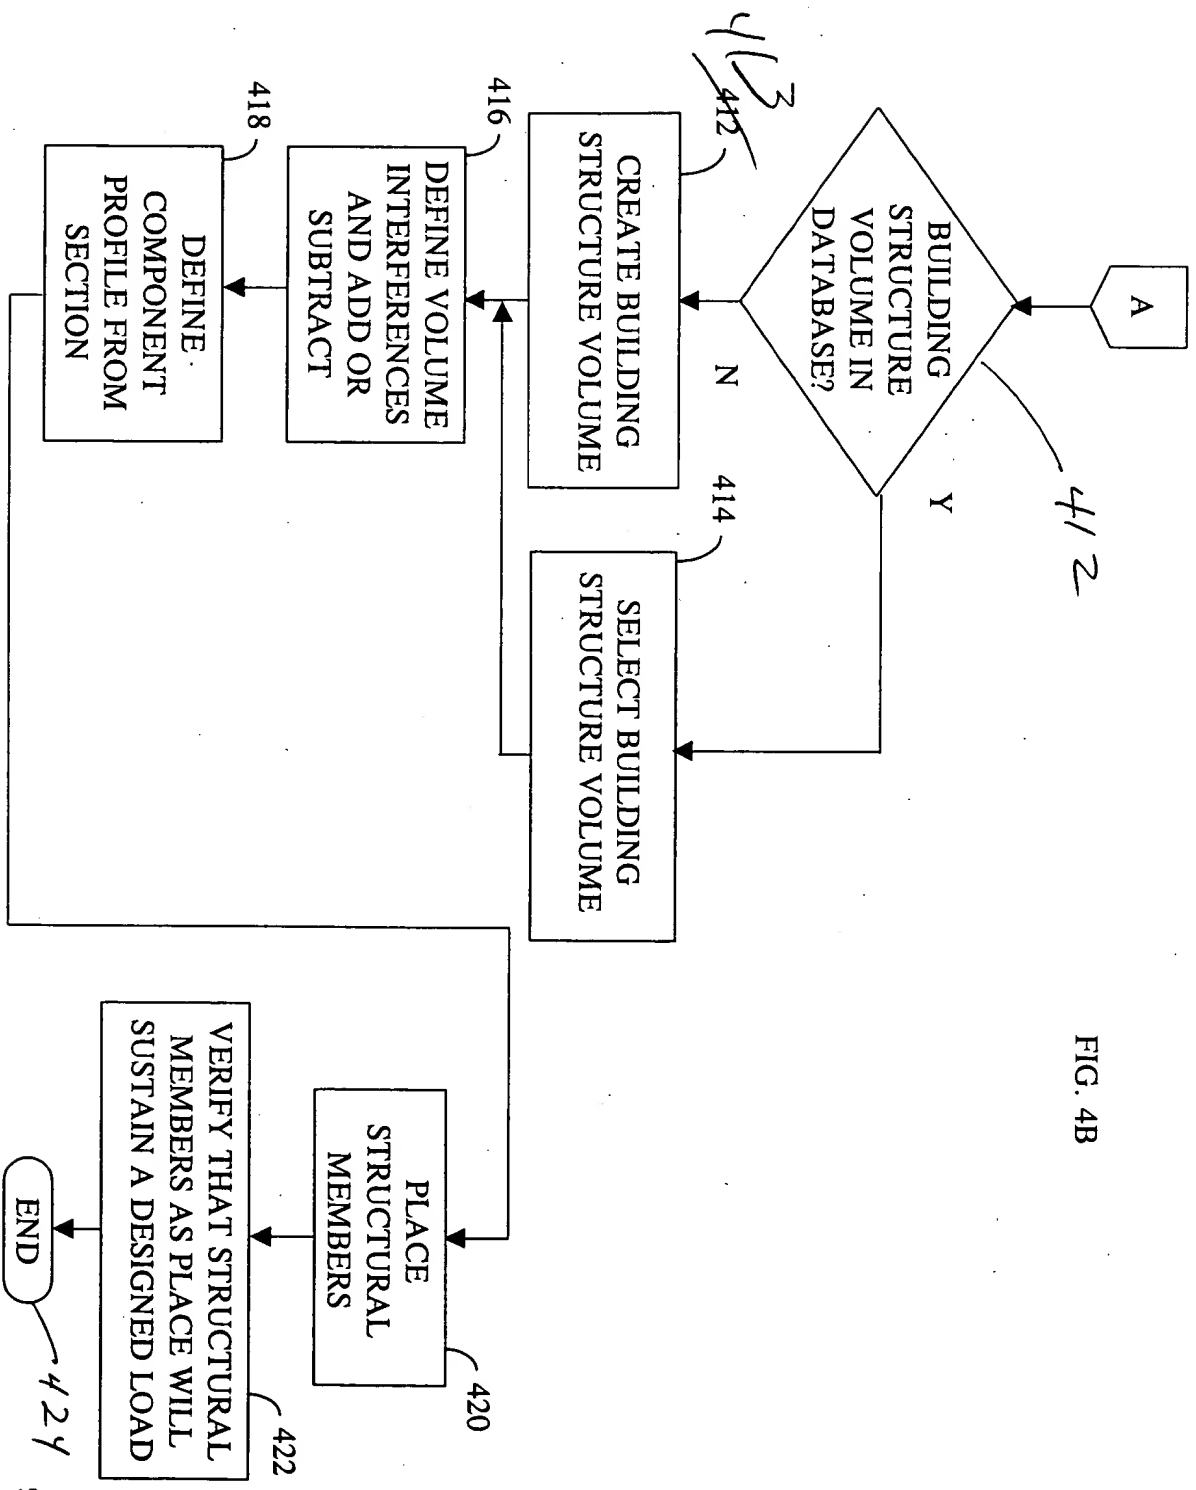 FIG. 4B
A
BUILDING
STRUCTURE
VOLUME IN
DATABASE?
412
Y
N
413
412
CREATE BUILDING
STRUCTURE VOLUME
414
SELECT BUILDING
STRUCTURE VOLUME
416
DEFINE VOLUME
INTERFERENCES
AND ADD OR
SUBTRACT
418
DEFINE
COMPONENT
PROFILE FROM
SECTION
PLACE
STRUCTURAL
MEMBERS
420
VERIFY THAT STRUCTURAL
MEMBERS AS PLACE WILL
SUSTAIN A DESIGNED LOAD
422
END
424